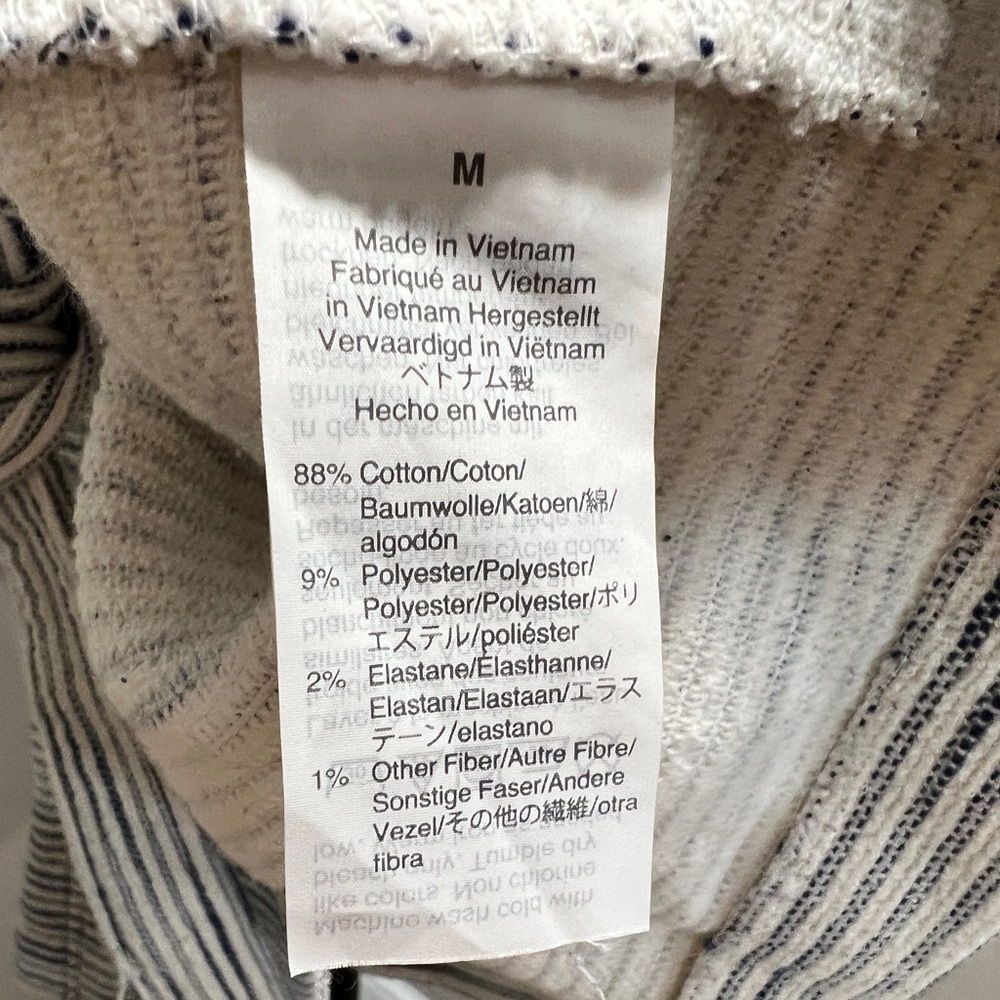 M
Made in Vietnam
Fabriqué au Vietnam
in Vietnam Hergestellt
Vervaardigd in Viëtnam
ベトナム製
Hecho en Vietnam
88% Cotton/Coton/
Baumwolle/Katoen/綿/
algodón
9% Polyester/Polyester/
Polyester/Polyester/ポリ
エステル/poliéster
2% Elastane/Élasthanne/
Elastan/Elastaan/エラス
テーン/elastano
1% Other Fiber/Autre Fibre/
Sonstige Faser/Andere
Vezel/その他の繊維/otra
fibra